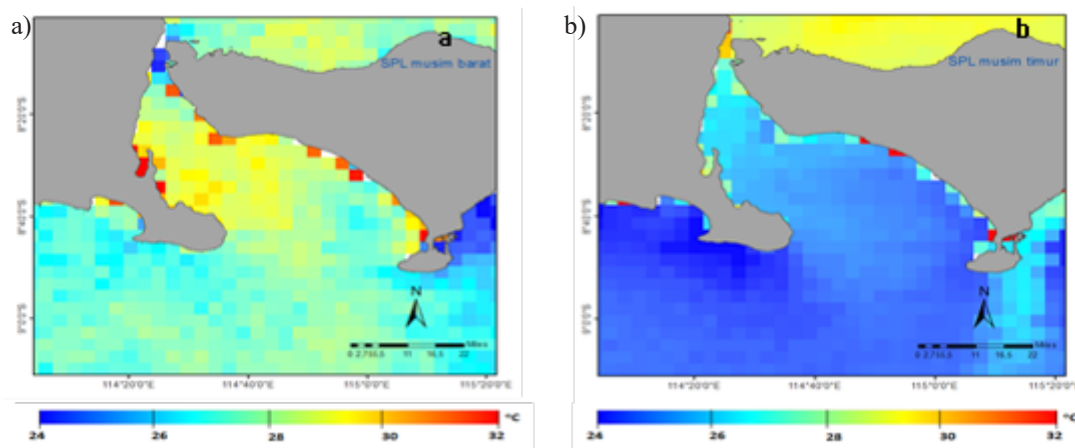 a)
a
SPL musim barat
8°20'0"S
8°40'0"S
9°0'0"S
N
Miles
0 2,75 5,5 11 16,5 22
114°20'0"E 114°40'0"E 115°0'0"E 115°20'0"E
°C
24 26 28 30 32
b)
b
SPL musim timur
8°20'0"S
8°40'0"S
9°0'0"S
N
Miles
0 2,75 5,5 11 16,5 22
114°20'0"E 114°40'0"E 115°0'0"E 115°20'0"E
°C
24 26 28 30 32